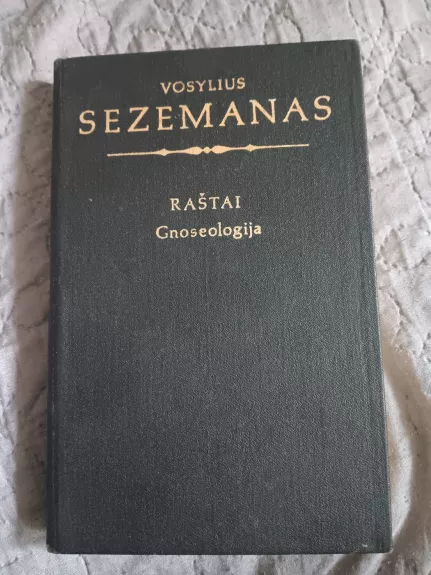 VOSYLIUS
SEZEMANAS
RAŠTAI
Gnoseologija